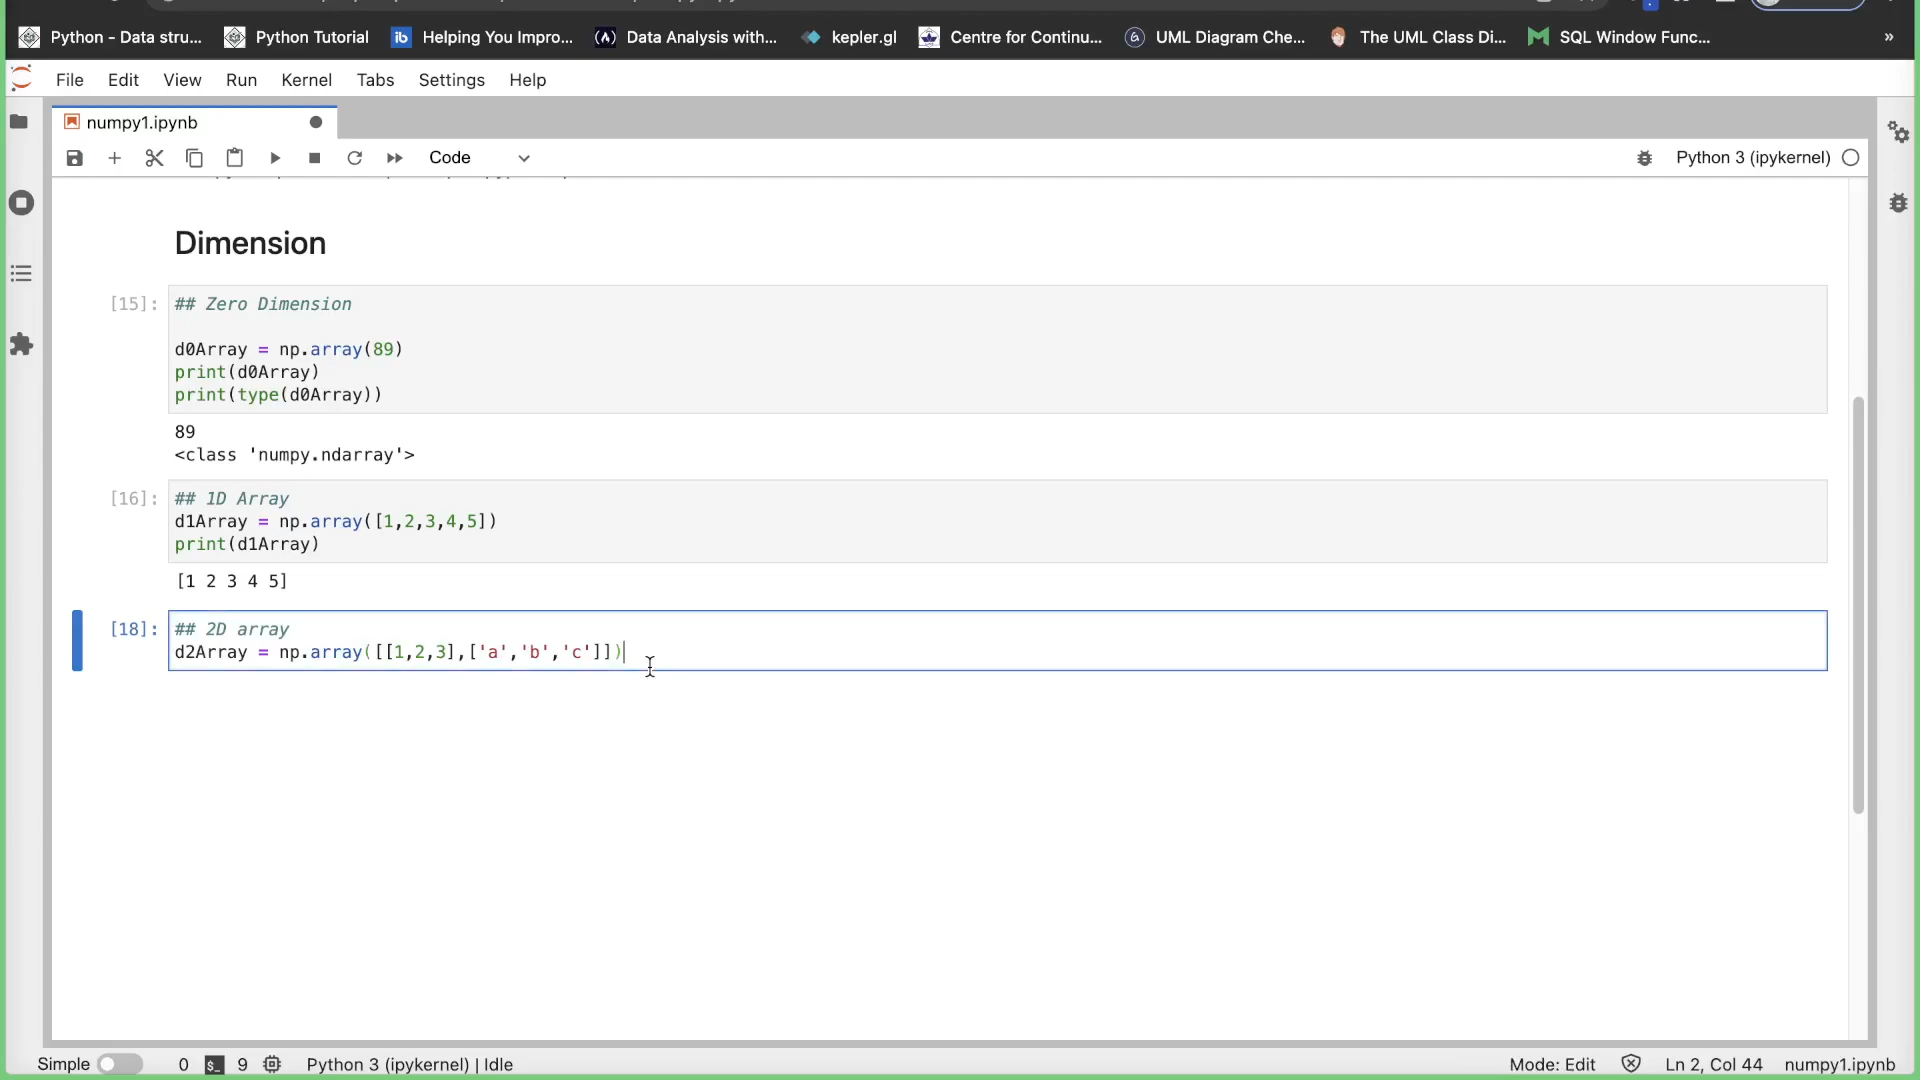 Python - Data stru...
Python Tutorial
ib
Helping You Impro...
Data Analysis with...
kepler.gl
Centre for Continu...
UML Diagram Che...
The UML Class Di...
SQL Window Func...
»
File Edit View Run Kernel Tabs Settings Help
numpy1.ipynb
Code
Python 3 (ipykernel)
Dimension
[15]:
## Zero Dimension
d0Array = np.array(89)
print(d0Array)
print(type(d0Array))
89
<class 'numpy.ndarray'>
[16]:
## 1D Array
d1Array = np.array([1,2,3,4,5])
print(d1Array)
[1 2 3 4 5]
[18]:
## 2D array
d2Array = np.array([[1,2,3],['a','b','c']])
Simple 0 $_ 9 Python 3 (ipykernel) | Idle
Mode: Edit Ln 2, Col 44 numpy1.ipynb